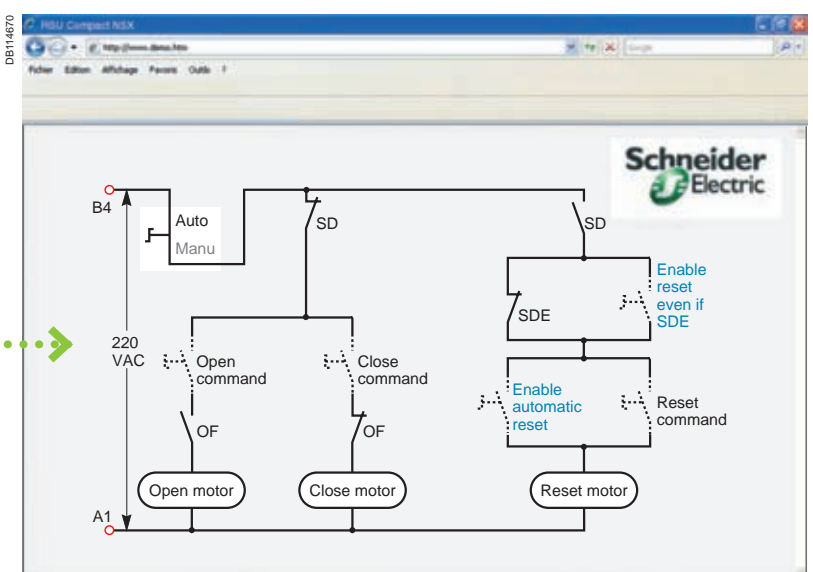 DB114670
RSU Compact NSX
Fichier Edition Affichage Favoris Outils ?
Google
Schneider
Electric
B4
Auto
Manu
SD
SD
220
VAC
Open
command
Close
command
SDE
Enable
reset
even if
SDE
Enable
automatic
reset
Reset
command
OF
OF
Open motor
Close motor
Reset motor
A1